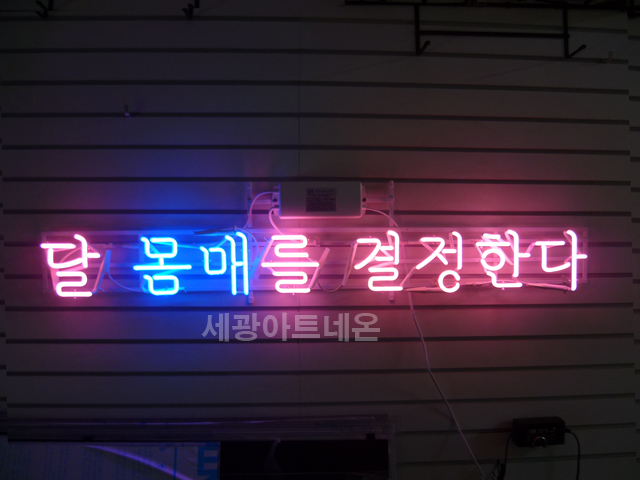 달 몸매를 결정한다
세광아트네온